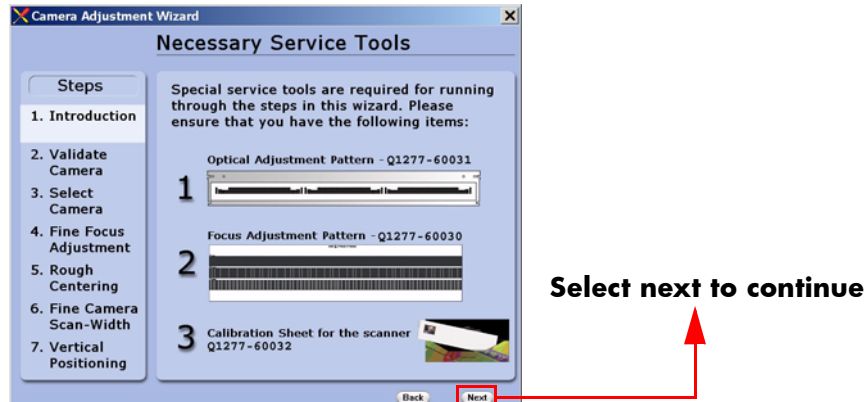 Camera Adjustment Wizard
Necessary Service Tools
Steps
1. Introduction
2. Validate
Camera
3. Select
Camera
4. Fine Focus
Adjustment
5. Rough
Centering
6. Fine Camera
Scan-Width
7. Vertical
Positioning
Special service tools are required for running
through the steps in this wizard. Please
ensure that you have the following items:
Optical Adjustment Pattern - Q1277-60031
1
Focus Adjustment Pattern - Q1277-60030
2
3
Calibration Sheet for the scanner
Q1277-60032
Back
Next
Select next to continue